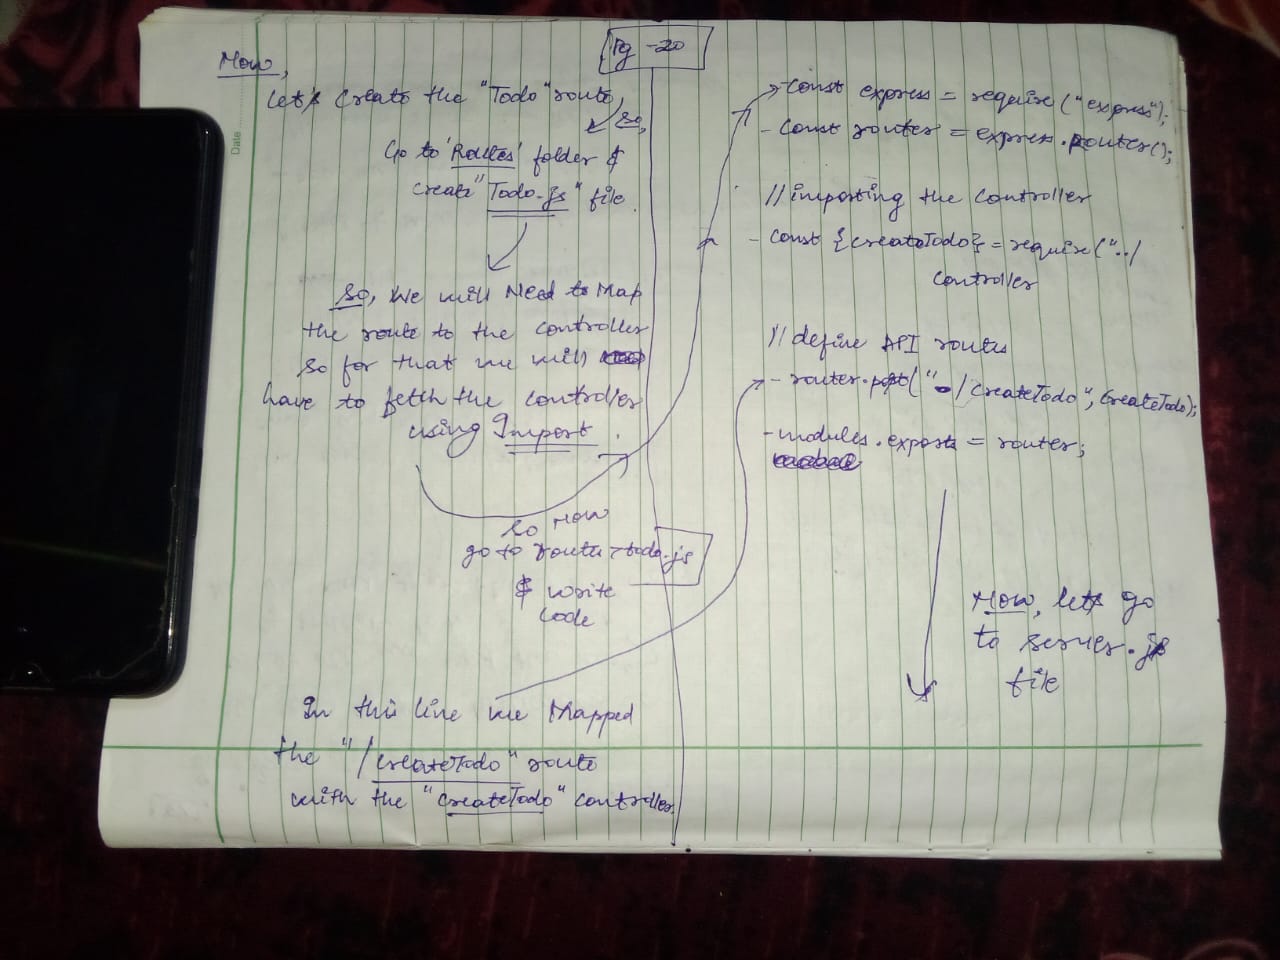 Pg - 20
Now,
Let's Create the "Todo" route
So,
Go to 'Routes' folder &
create "Todo.js" file.
So, We will Need to Map
the route to the controller
so for that we will
have to fetch the controller
using Import.
So Now
go to route > todo.js
& write
Code
In this line we Mapped
the "/createTodo" route
with the "createTodo" controller.
- const express = require("express");
- const router = express.Router();
// importing the Controller
- const {createTodo} = require("../
controller
// define API routes
- router.post("/createTodo", createTodo);
- modules.exports = router;
Now, let's go
to server.js
file
Date